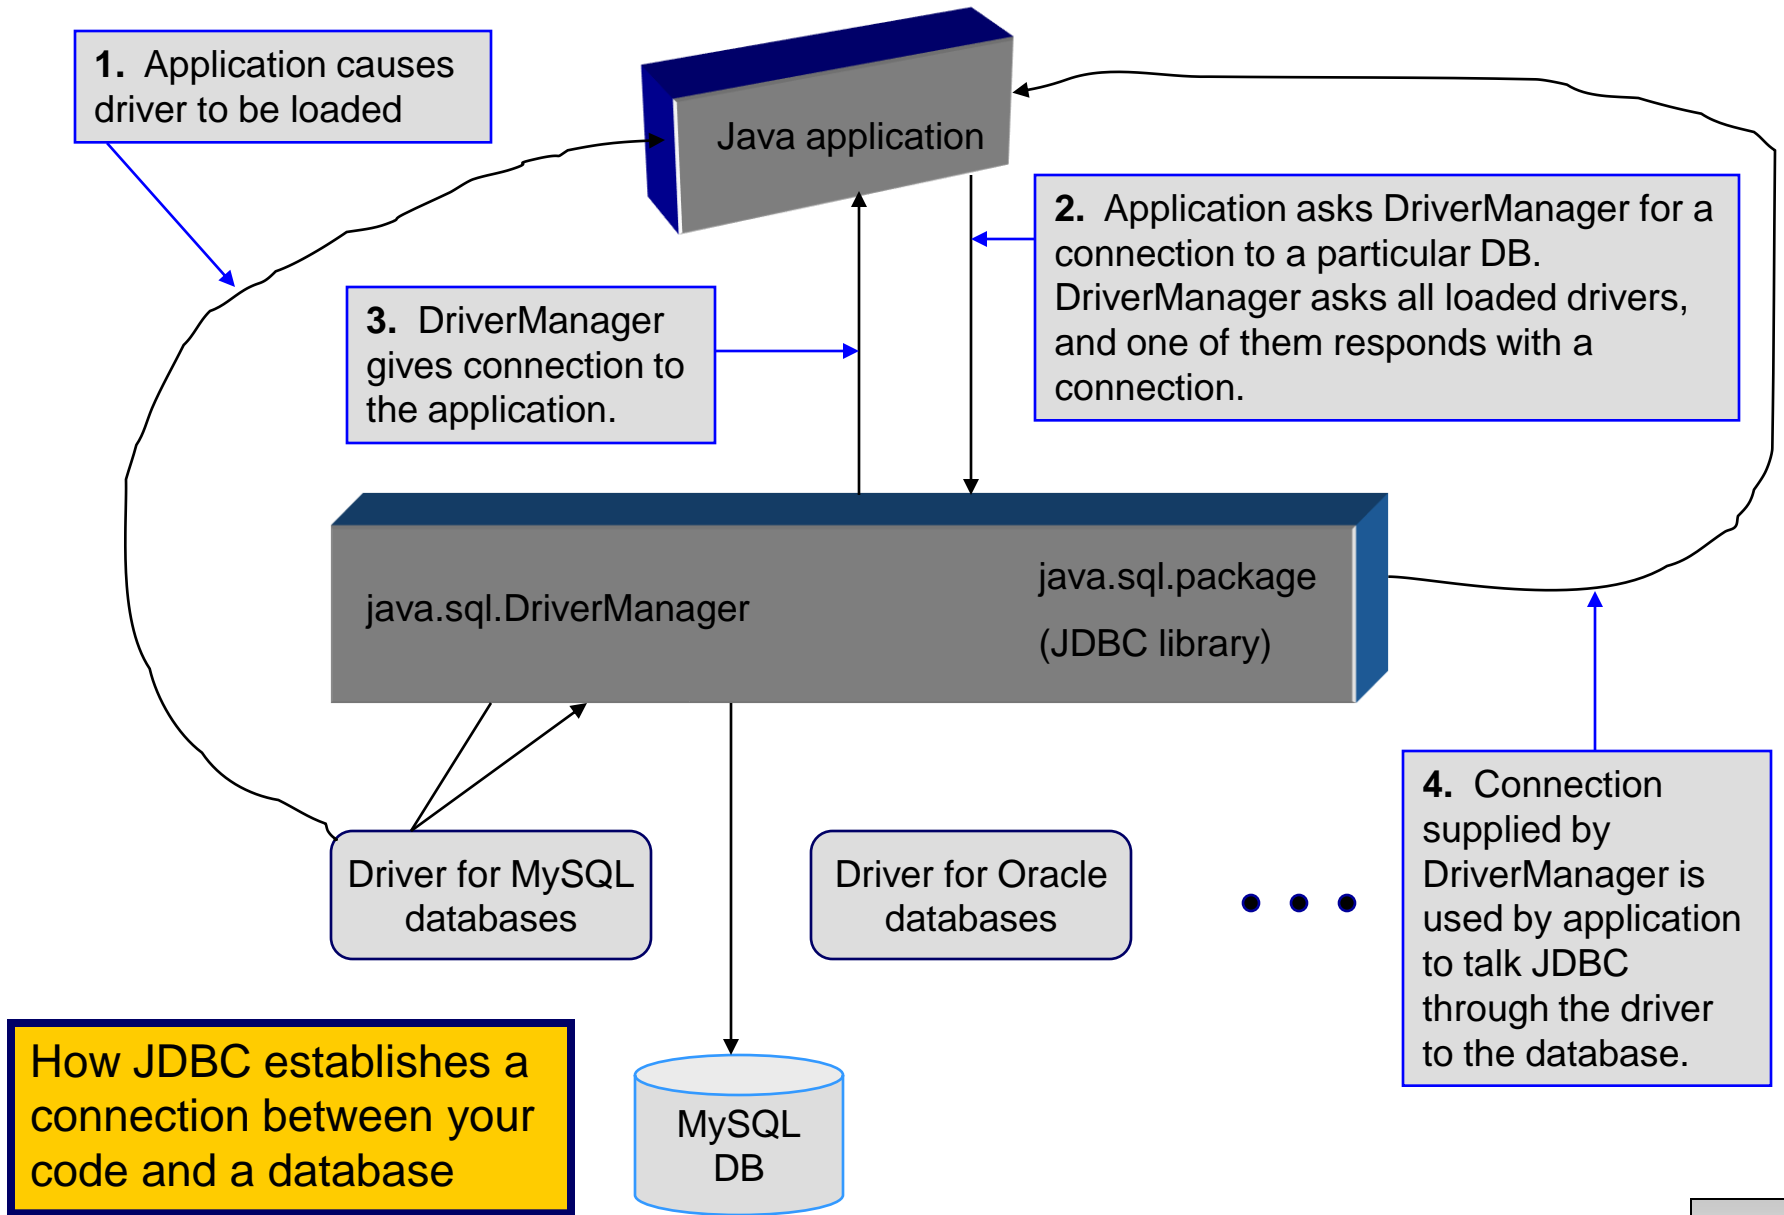 1. Application causes
driver to be loaded
Java application
2. Application asks DriverManager for a
connection to a particular DB.
DriverManager asks all loaded drivers,
and one of them responds with a
connection.
3. DriverManager
gives connection to
the application.
java.sql.DriverManager
java.sql.package
(JDBC library)
4. Connection
supplied by
DriverManager is
used by application
to talk JDBC
through the driver
to the database.
Driver for MySQL
databases
Driver for Oracle
databases
How JDBC establishes a
connection between your
code and a database
MySQL
DB